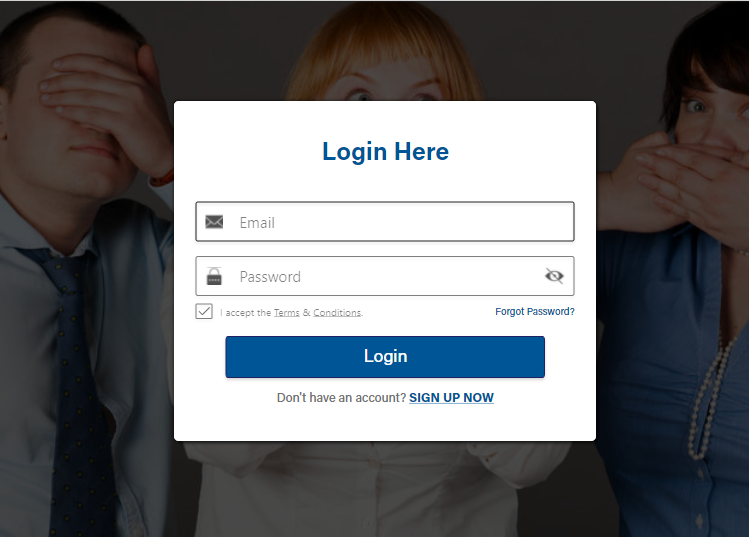 Login Here
Email
Password
I accept the Terms & Conditions.
Forgot Password?
Login
Don't have an account? SIGN UP NOW